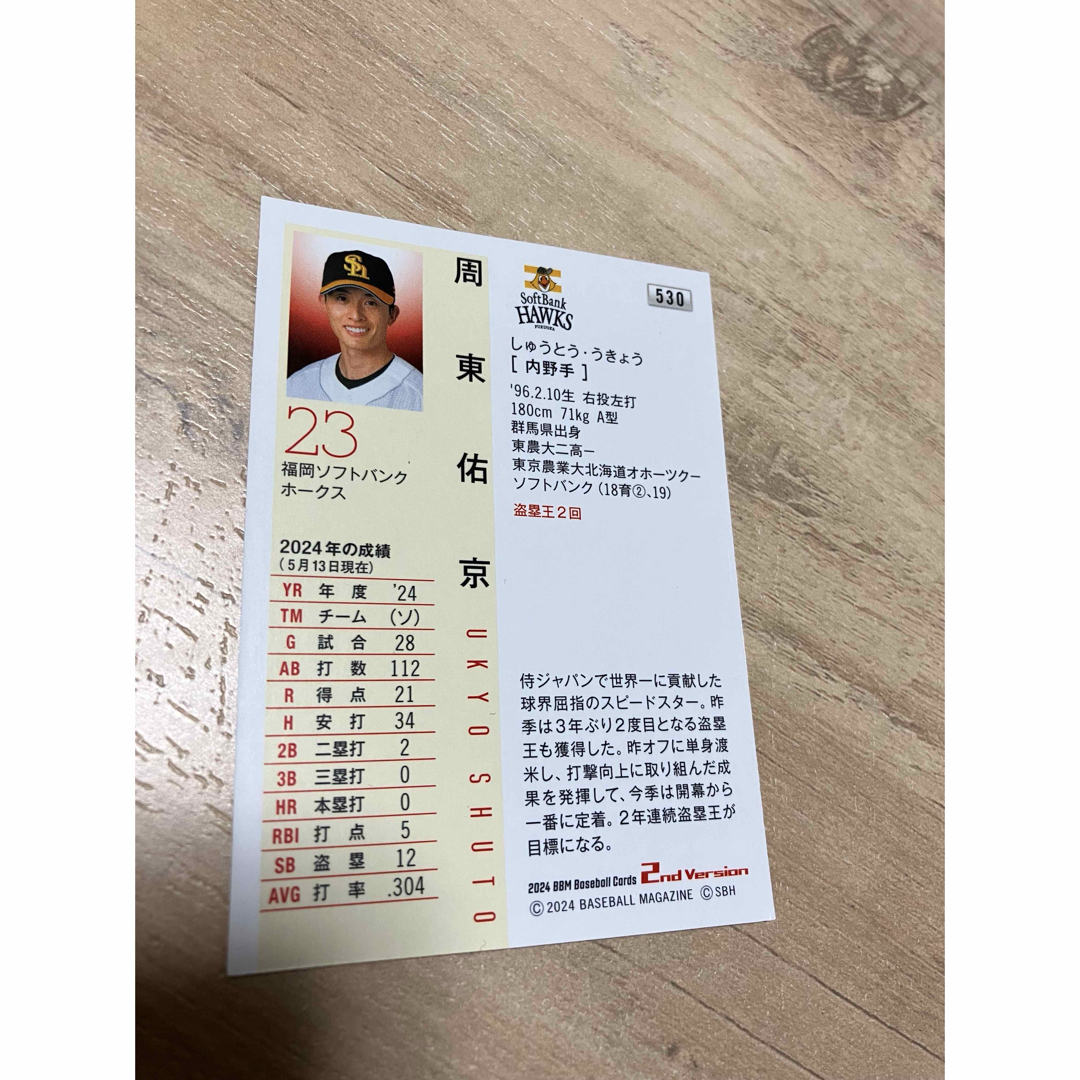 Sh
23
福岡ソフトバンク
ホークス
周東佑京
UKYO SHUTO
2024年の成績
(5月13日現在)
YR 年度 '24
TM チーム (ソ)
G 試合 28
AB 打数 112
R 得点 21
H 安打 34
2B 二塁打 2
3B 三塁打 0
HR 本塁打 0
RBI 打点 5
SB 盗塁 12
AVG 打率 .304
SoftBank
HAWKS
FUKUOKA
530
しゅうとう・うきょう
[ 内野手 ]
'96.2.10生 右投左打
180cm 71kg A型
群馬県出身
東農大二高ー
東京農業大北海道オホーツクー
ソフトバンク(18育②、19)
盗塁王2回
侍ジャパンで世界一に貢献した
球界屈指のスピードスター。昨
季は3年ぶり2度目となる盗塁
王も獲得した。昨オフに単身渡
米し、打撃向上に取り組んだ成
果を発揮して、今季は開幕から
一番に定着。2年連続盗塁王が
目標になる。
2024 BBM Baseball Cards 2nd Version
©2024 BASEBALL MAGAZINE ©SBH